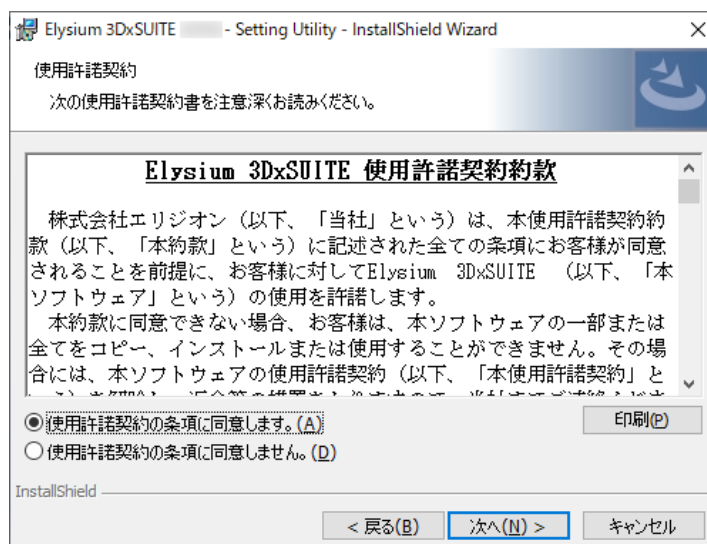 Elysium 3DxSUITE - Setting Utility - InstallShield Wizard
使用許諾契約
次の使用許諾契約書を注意深くお読みください。
Elysium 3DxSUITE 使用許諾契約約款
株式会社エリジオン（以下、「当社」という）は、本使用許諾契約約
款（以下、「本約款」という）に記述された全ての条項にお客様が同意
されることを前提に、お客様に対してElysium 3DxSUITE （以下、「本
ソフトウェア」という）の使用を許諾します。
本約款に同意できない場合、お客様は、本ソフトウェアの一部または
全てをコピー、インストールまたは使用することができません。その場
合には、本ソフトウェアの使用許諾契約（以下、「本使用許諾契約」と
使用許諾契約の条項に同意します。(A)
印刷(P)
使用許諾契約の条項に同意しません。(D)
InstallShield
< 戻る(B)
次へ(N) >
キャンセル